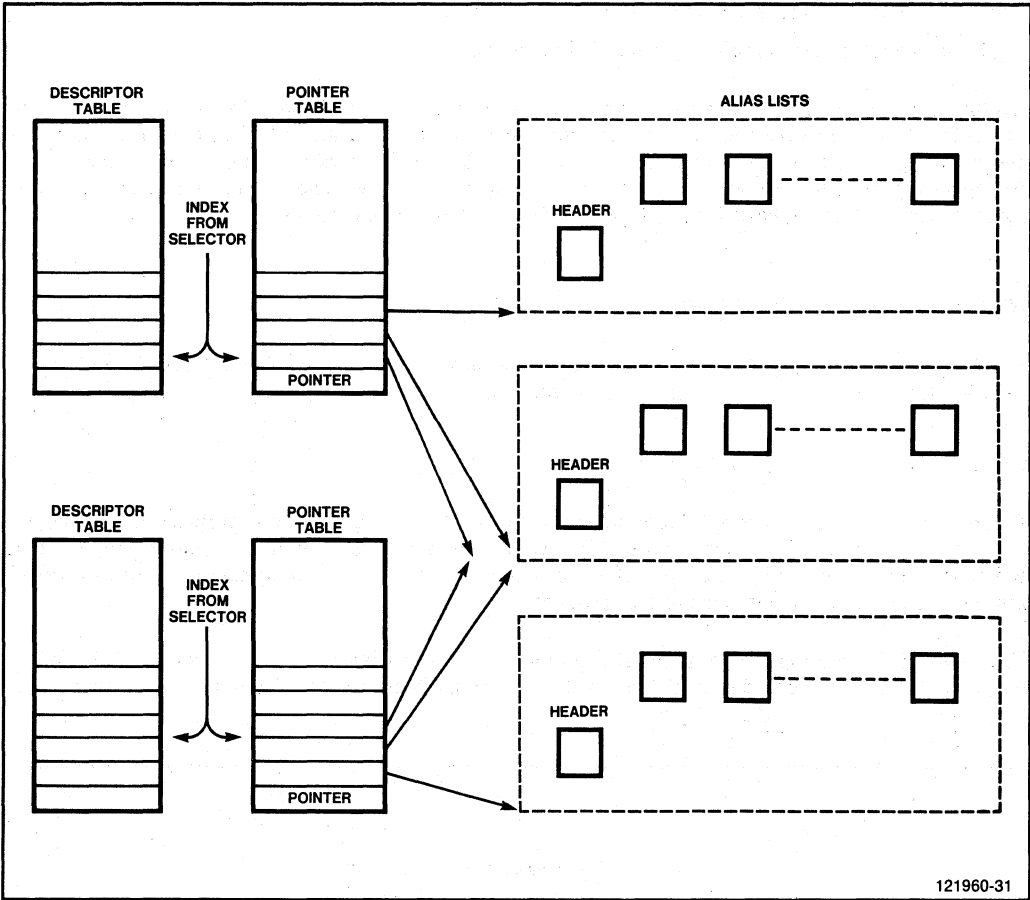 DESCRIPTOR
TABLE
POINTER
TABLE
ALIAS LISTS
INDEX
FROM
SELECTOR
HEADER
POINTER
HEADER
DESCRIPTOR
TABLE
POINTER
TABLE
INDEX
FROM
SELECTOR
HEADER
POINTER
121960-31